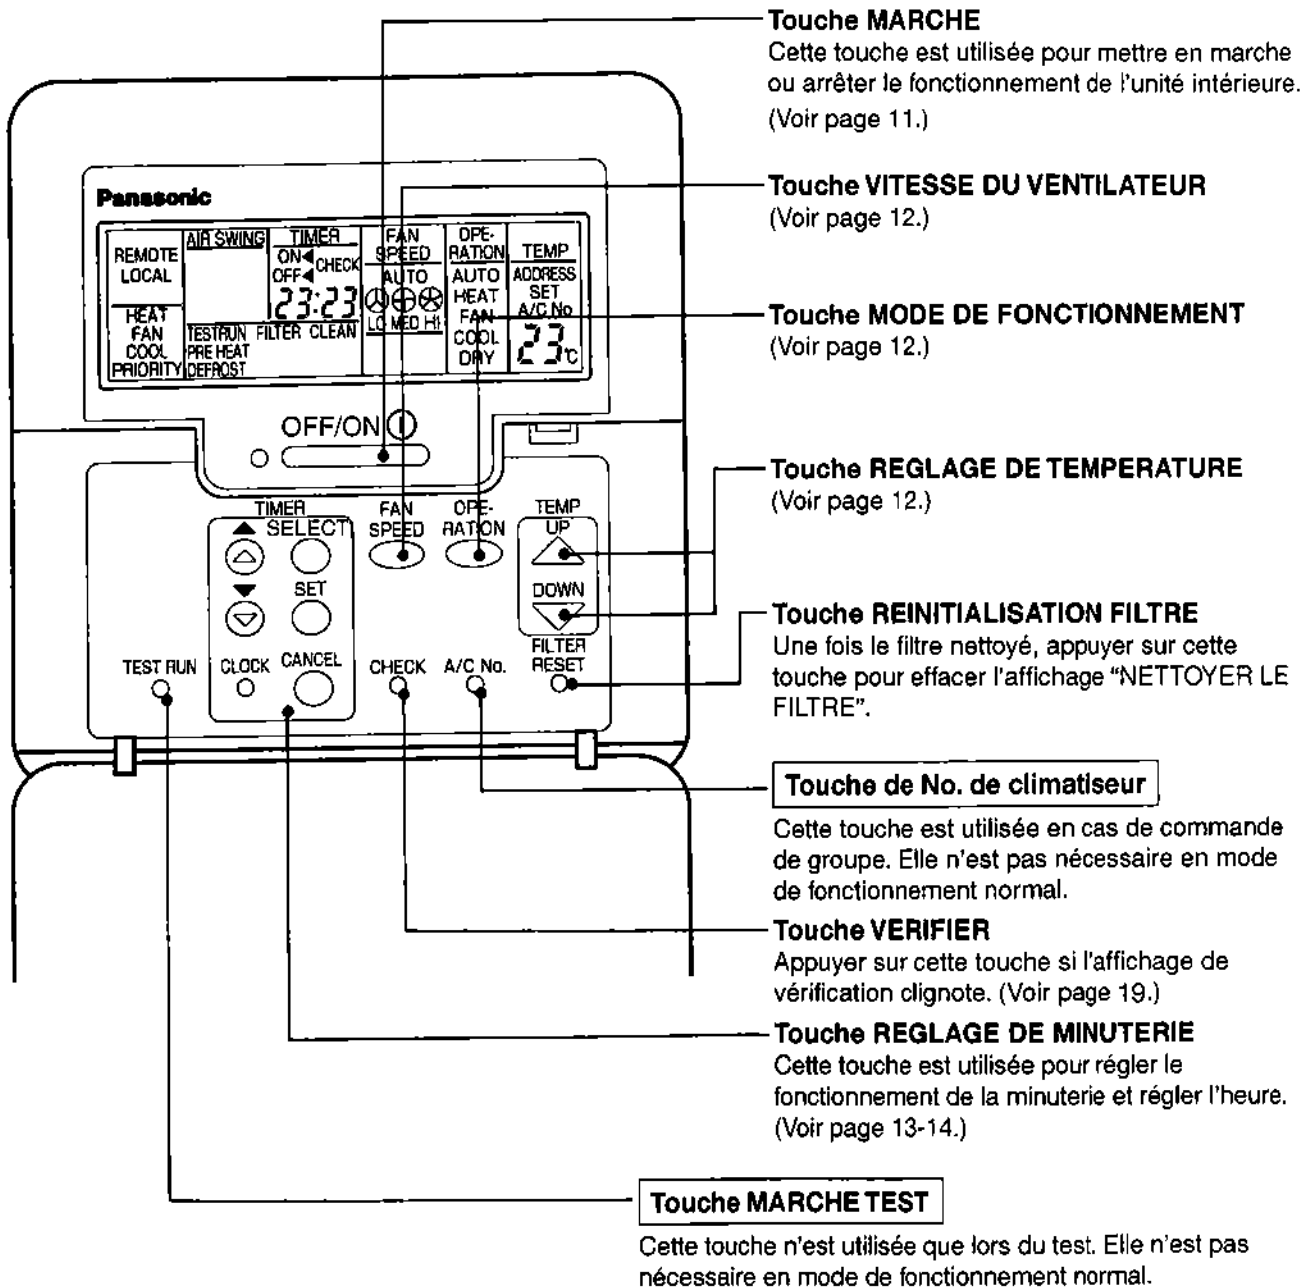 Touche MARCHE
Cette touche est utilisée pour mettre en marche
ou arrêter le fonctionnement de l'unité intérieure.
(Voir page 11.)
Touche VITESSE DU VENTILATEUR
(Voir page 12.)
Touche MODE DE FONCTIONNEMENT
(Voir page 12.)
Touche REGLAGE DE TEMPERATURE
(Voir page 12.)
Touche REINITIALISATION FILTRE
Une fois le filtre nettoyé, appuyer sur cette
touche pour effacer l'affichage “NETTOYER LE
FILTRE”.
Touche de No. de climatiseur
Cette touche est utilisée en cas de commande
de groupe. Elle n'est pas nécessaire en mode
de fonctionnement normal.
Touche VERIFIER
Appuyer sur cette touche si l'affichage de
vérification clignote. (Voir page 19.)
Touche REGLAGE DE MINUTERIE
Cette touche est utilisée pour régler le
fonctionnement de la minuterie et régler l'heure.
(Voir page 13-14.)
Touche MARCHE TEST
Cette touche n'est utilisée que lors du test. Elle n'est pas
nécessaire en mode de fonctionnement normal.
Panasonic
REMOTE
LOCAL
HEAT
FAN
COOL
PRIORITY
AIR SWING
TESTRUN FILTER CLEAN
PRE HEAT
DEFROST
TIMER
ON◀
OFF◀
CHECK
23:23
FAN
SPEED
AUTO
LO MED HI
OPE-
RATION
AUTO
HEAT
FAN
COOL
DRY
TEMP
ADDRESS
SET
A/C No
23°C
OFF/ON
TIMER
▲ SELECT
▼ SET
CLOCK CANCEL
FAN
SPEED
OPE-
RATION
TEMP
UP
DOWN
FILTER
RESET
TEST RUN
CHECK
A/C No.